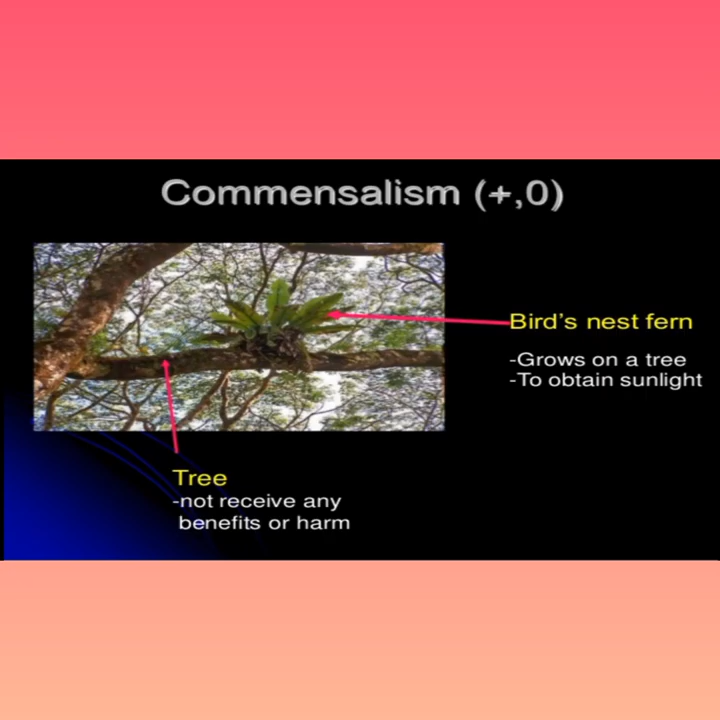 Commensalism (+,0)
Bird's nest fern
-Grows on a tree
-To obtain sunlight
Tree
-not receive any
benefits or harm